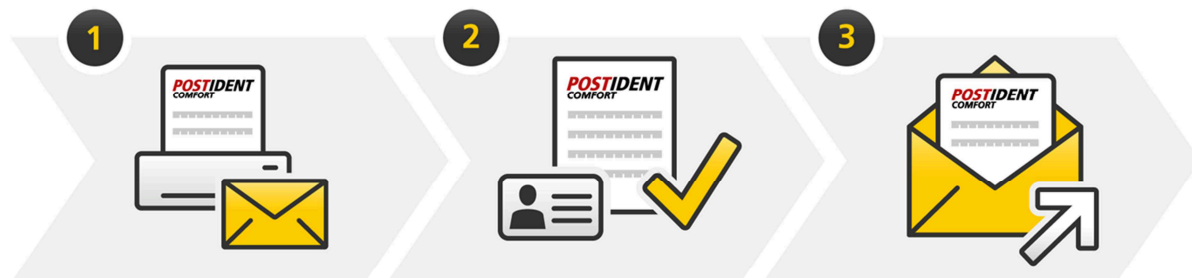 1
POSTIDENT
COMFORT
2
POSTIDENT
COMFORT
3
POSTIDENT
COMFORT